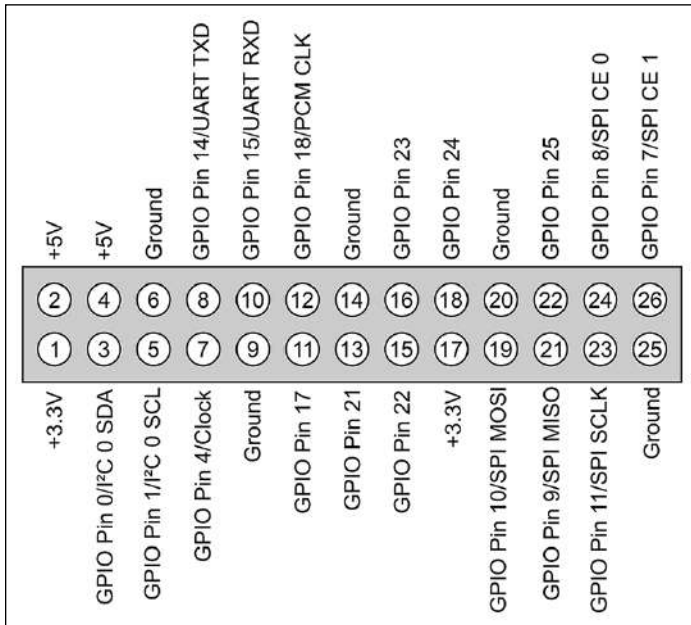 +5V
+5V
Ground
GPIO Pin 14/UART TXD
GPIO Pin 15/UART RXD
GPIO Pin 18/PCM CLK
Ground
GPIO Pin 23
GPIO Pin 24
Ground
GPIO Pin 25
GPIO Pin 8/SPI CE 0
GPIO Pin 7/SPI CE 1
2 4 6 8 10 12 14 16 18 20 22 24 26
1 3 5 7 9 11 13 15 17 19 21 23 25
+3.3V
GPIO Pin 0/I²C 0 SDA
GPIO Pin 1/I²C 0 SCL
GPIO Pin 4/Clock
Ground
GPIO Pin 17
GPIO Pin 21
GPIO Pin 22
+3.3V
GPIO Pin 10/SPI MOSI
GPIO Pin 9/SPI MISO
GPIO Pin 11/SPI SCLK
Ground